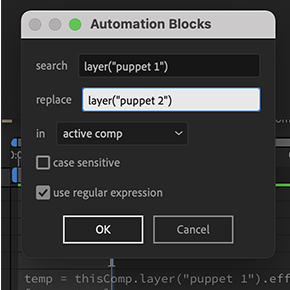 Automation Blocks
search
layer("puppet 1")
replace
layer("puppet 2")
in
active comp
case sensitive
use regular expression
OK
Cancel
temp = thisComp.layer("puppet 1").eff